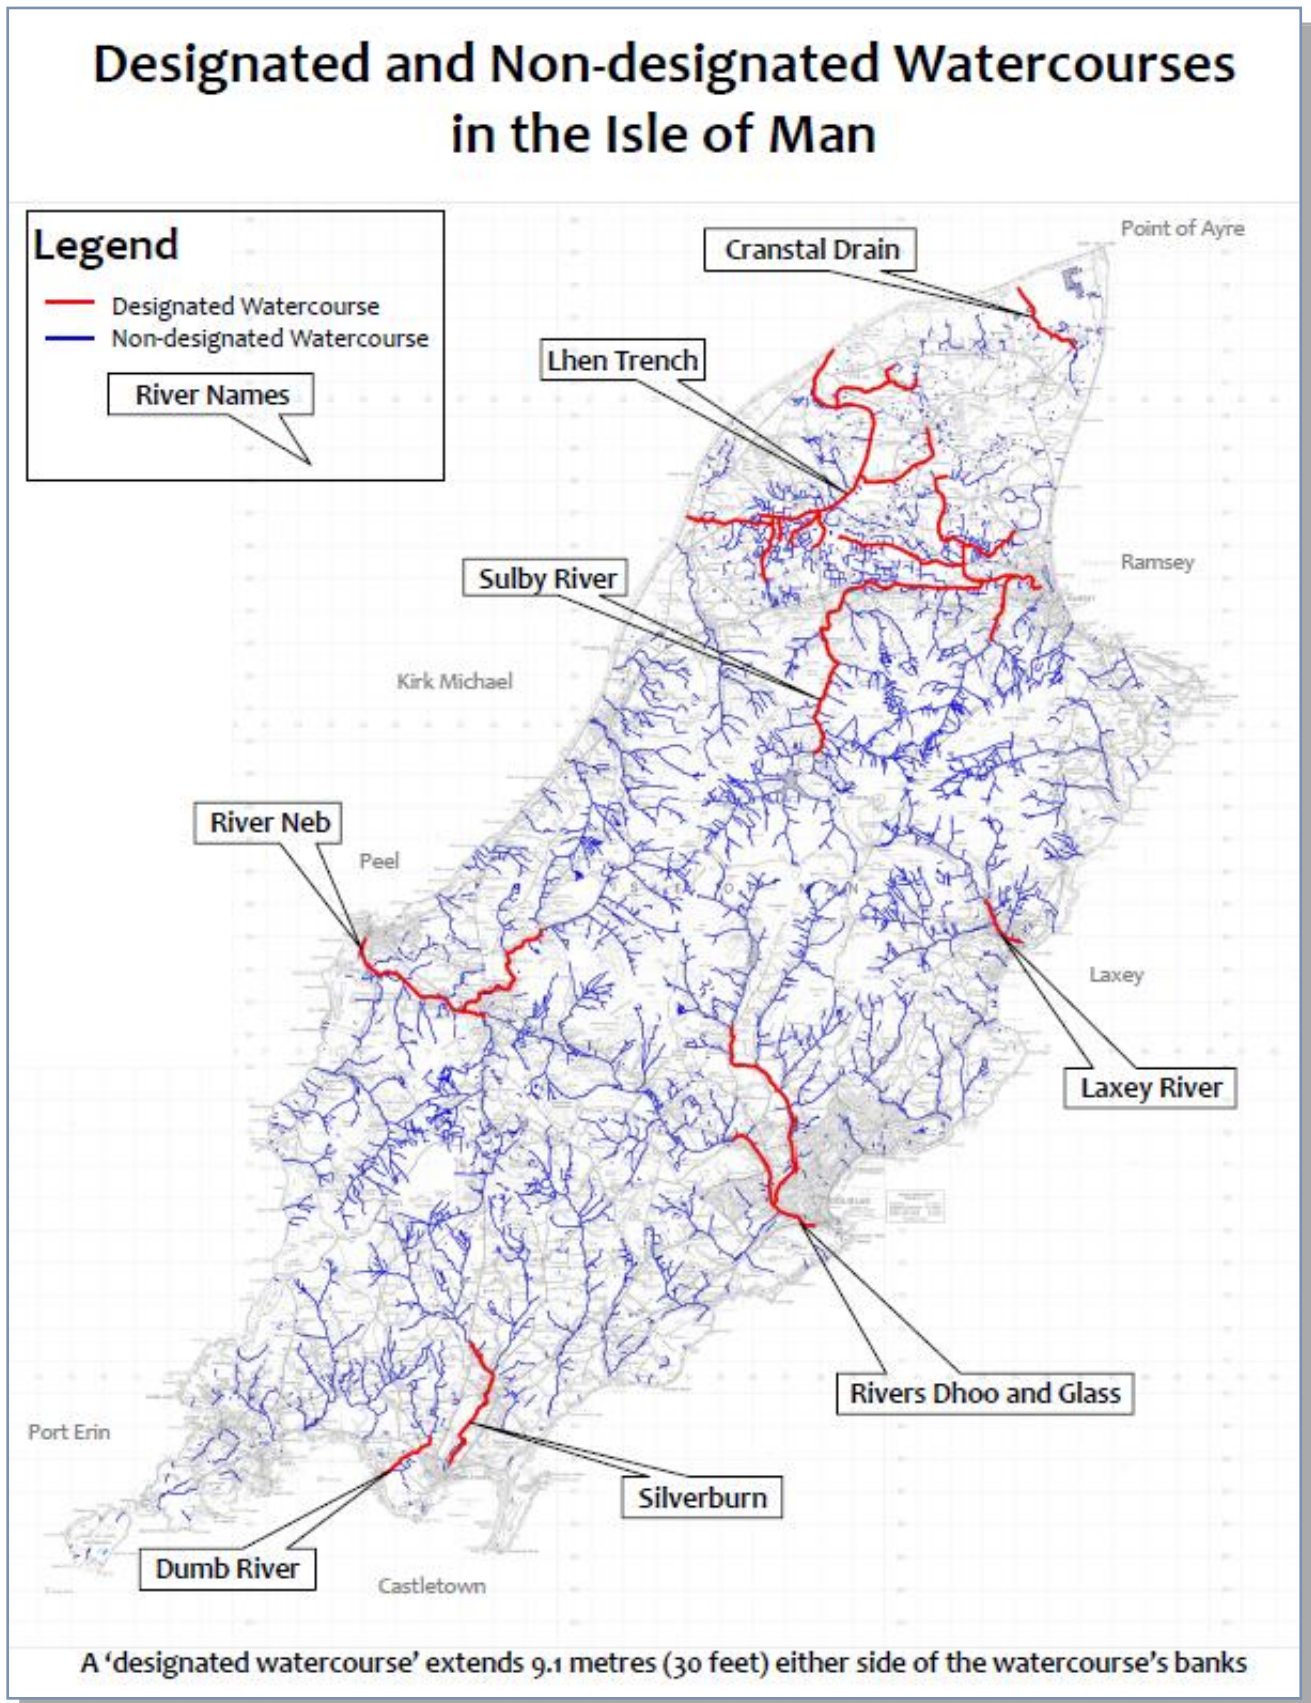 Designated and Non-designated Watercourses
in the Isle of Man
Legend
Designated Watercourse
Non-designated Watercourse
River Names
Point of Ayre
Cranstal Drain
Lhen Trench
Ramsey
Sulby River
Kirk Michael
River Neb
Peel
Laxey
Laxey River
Rivers Dhoo and Glass
Port Erin
Silverburn
Dumb River
Castletown
A ‘designated watercourse’ extends 9.1 metres (30 feet) either side of the watercourse’s banks